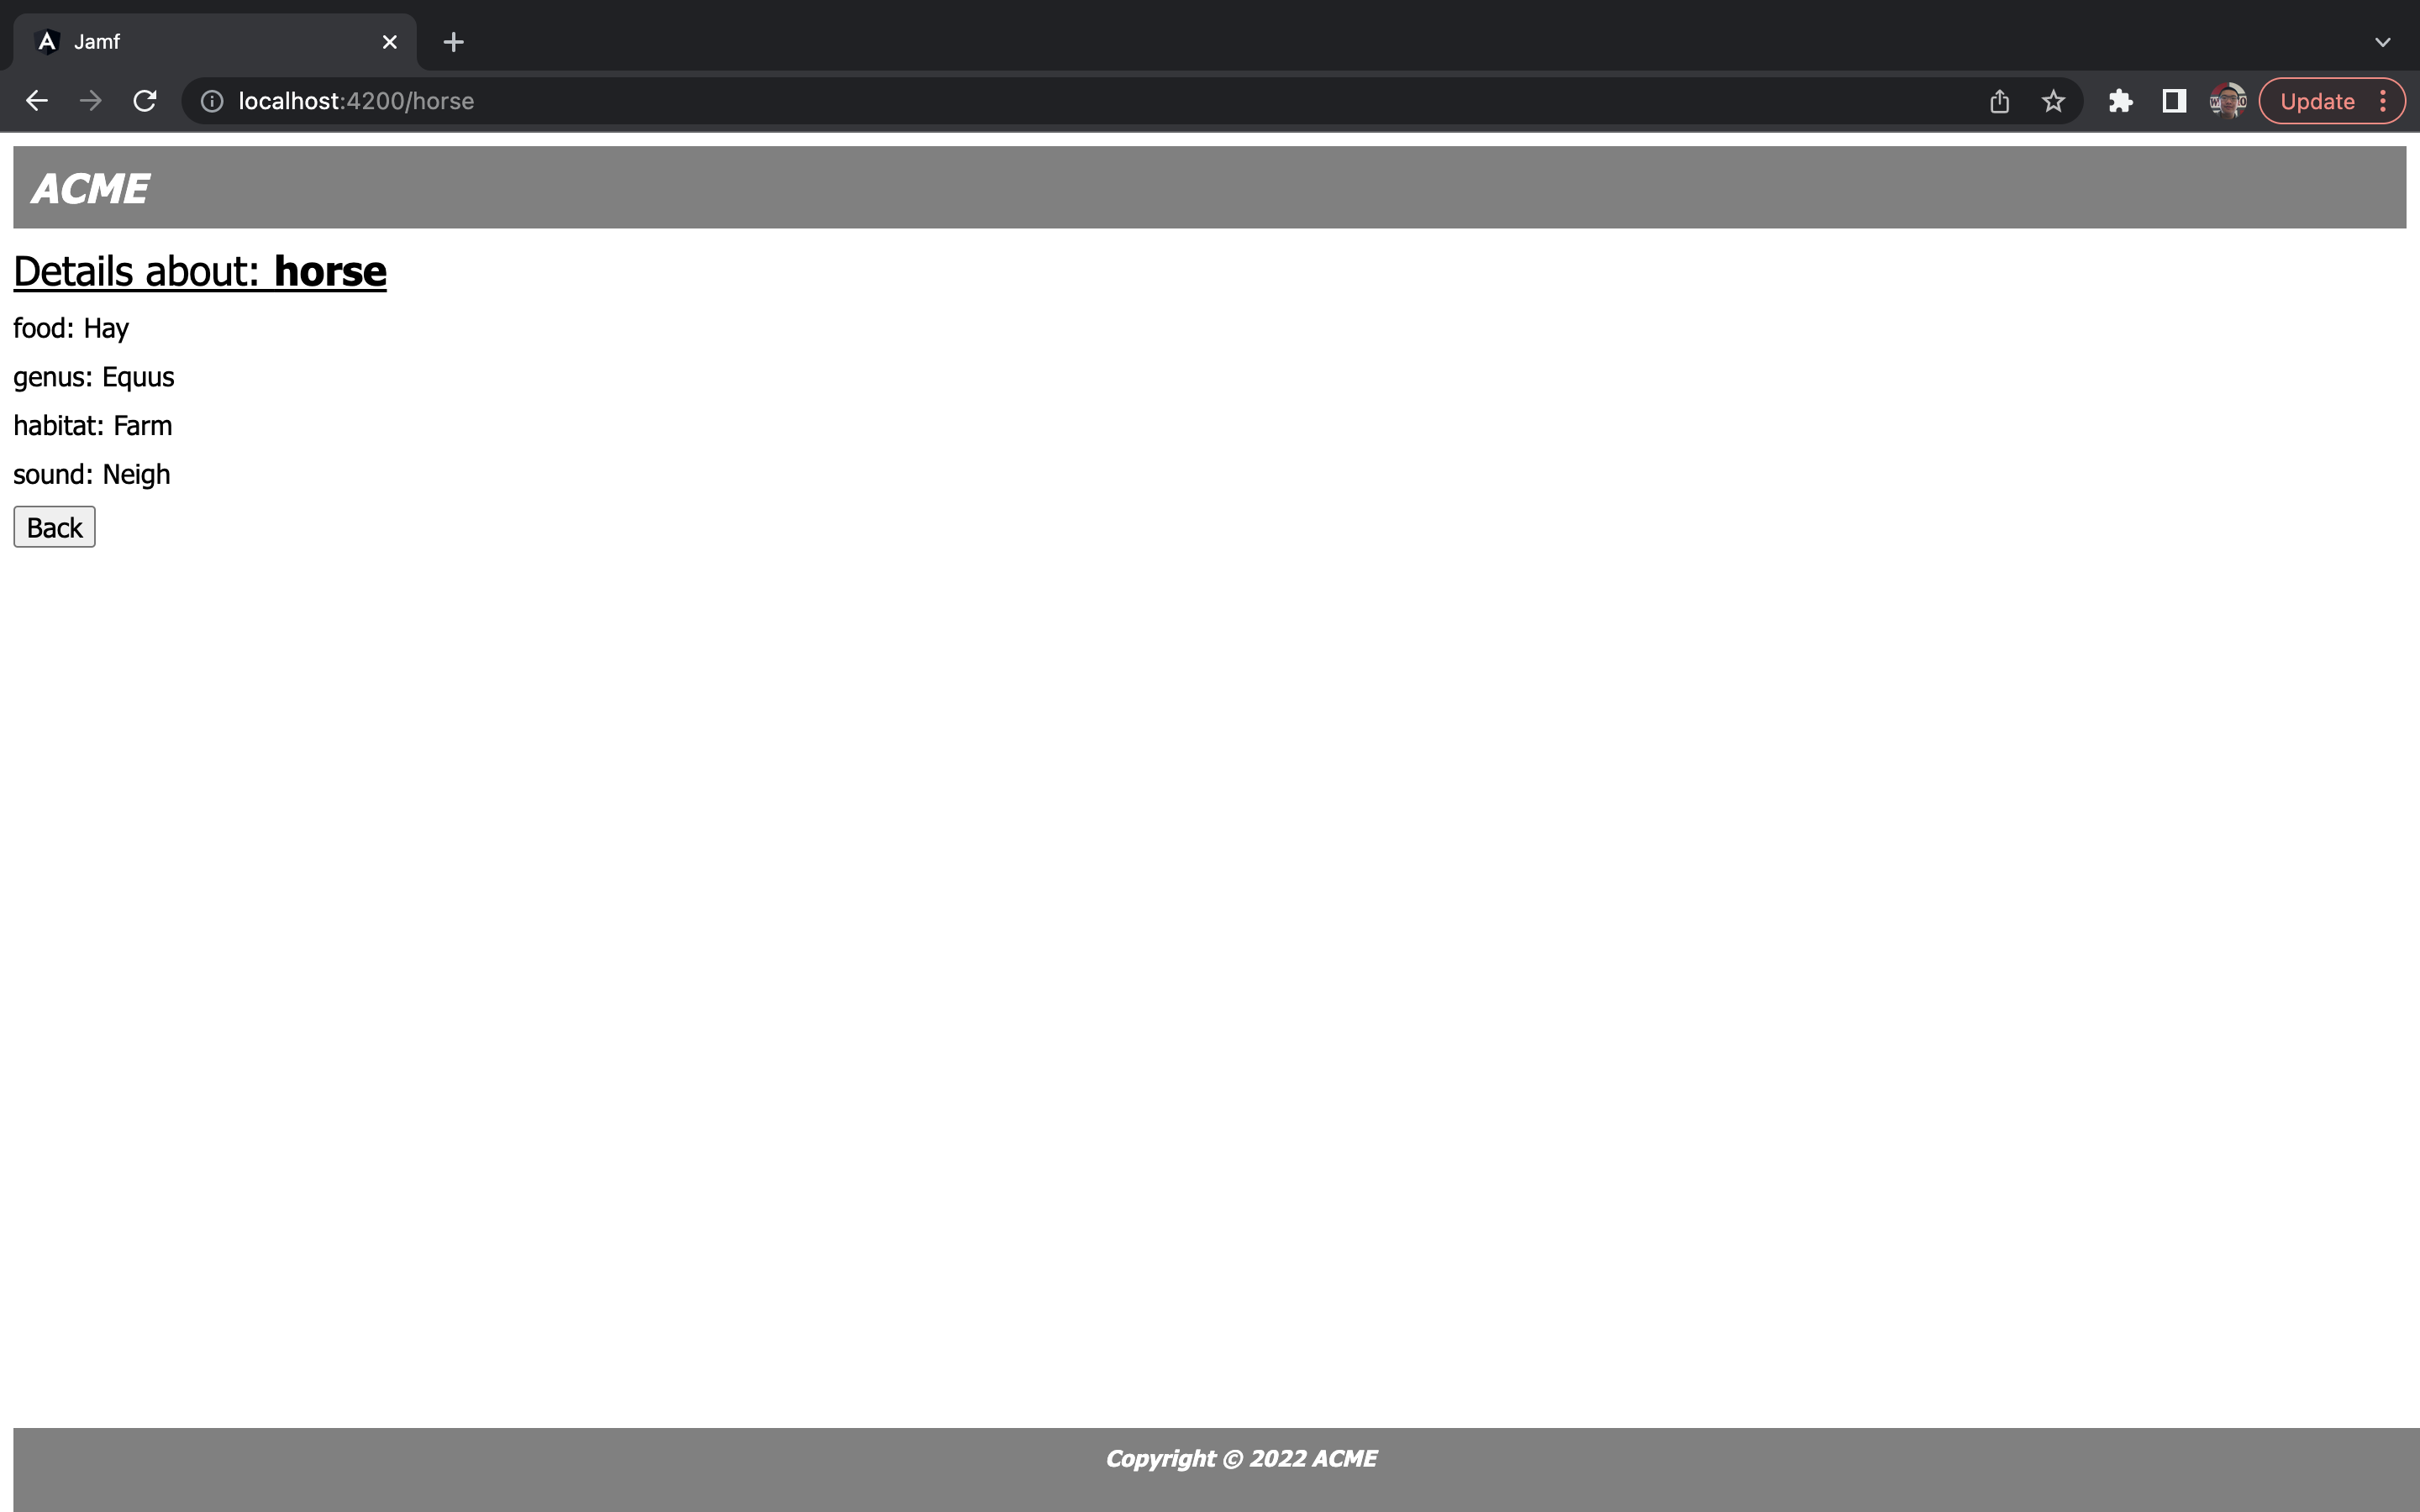 Jamf
localhost:4200/horse
Update
ACME
Details about: horse
food: Hay
genus: Equus
habitat: Farm
sound: Neigh
Back
Copyright © 2022 ACME